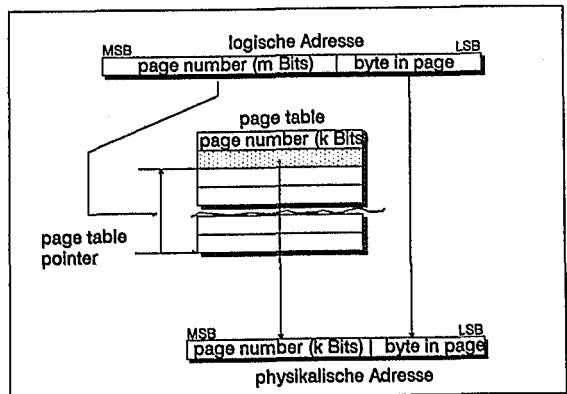 logische Adresse
MSB LSB
page number (m Bits) byte in page
page table
page number (k Bits)
page table
pointer
MSB LSB
page number (k Bits) byte in page
physikalische Adresse